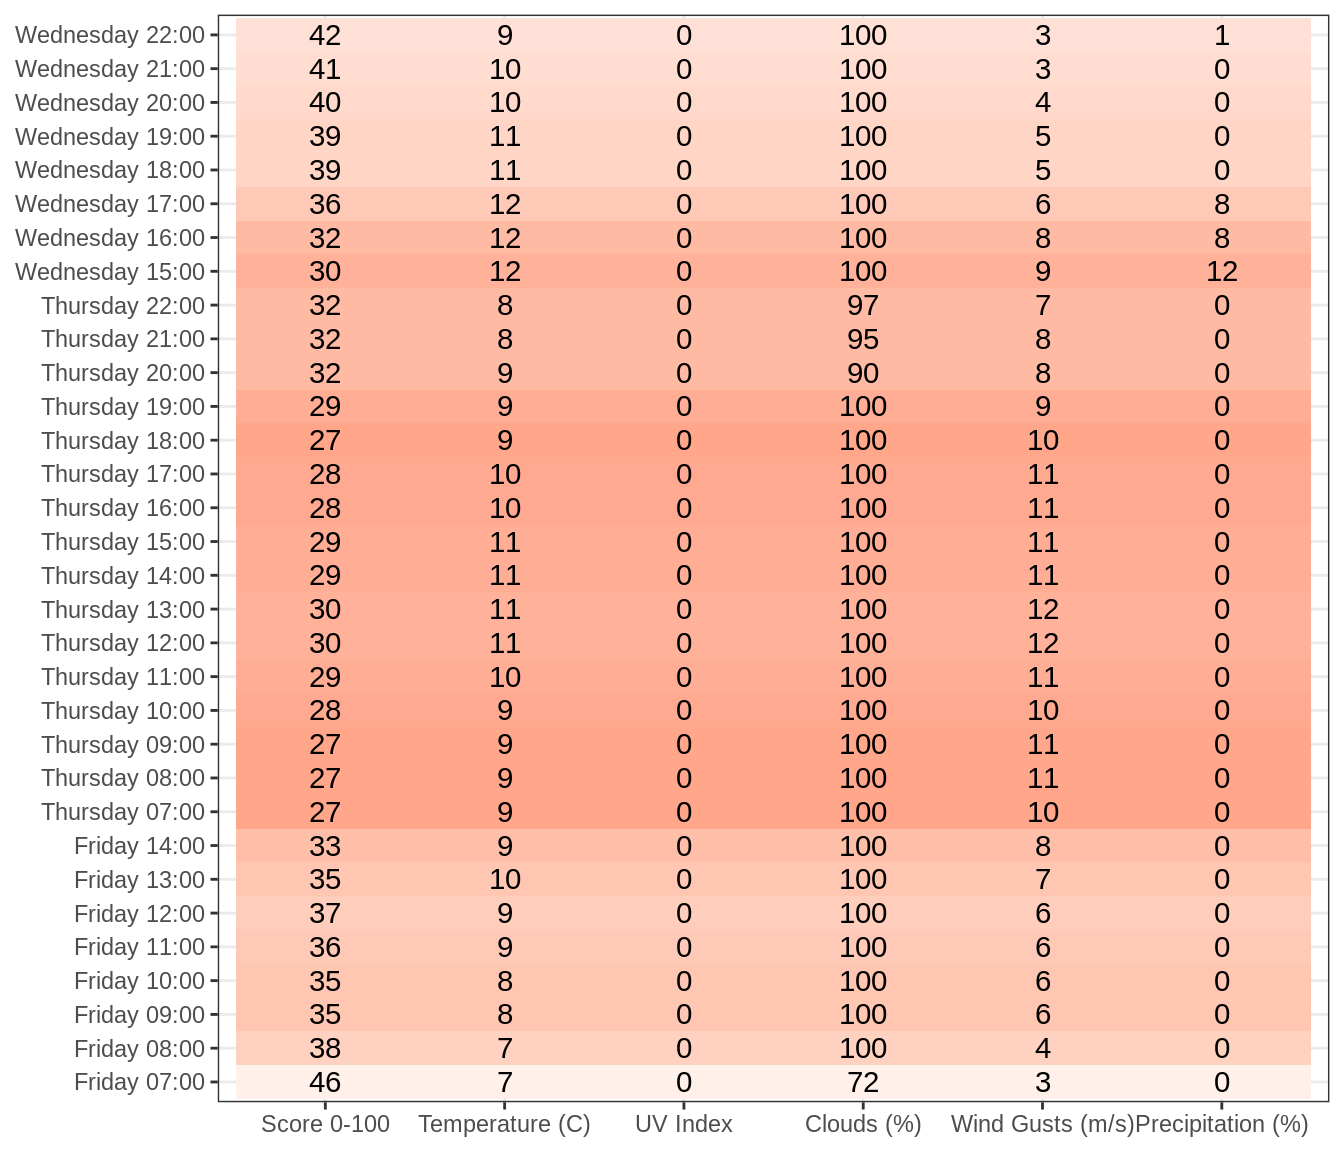 Wednesday 22:00 42 9 0 100 3 1
Wednesday 21:00 41 10 0 100 3 0
Wednesday 20:00 40 10 0 100 4 0
Wednesday 19:00 39 11 0 100 5 0
Wednesday 18:00 39 11 0 100 5 0
Wednesday 17:00 36 12 0 100 6 8
Wednesday 16:00 32 12 0 100 8 8
Wednesday 15:00 30 12 0 100 9 12
Thursday 22:00 32 8 0 97 7 0
Thursday 21:00 32 8 0 95 8 0
Thursday 20:00 32 9 0 90 8 0
Thursday 19:00 29 9 0 100 9 0
Thursday 18:00 27 9 0 100 10 0
Thursday 17:00 28 10 0 100 11 0
Thursday 16:00 28 10 0 100 11 0
Thursday 15:00 29 11 0 100 11 0
Thursday 14:00 29 11 0 100 11 0
Thursday 13:00 30 11 0 100 12 0
Thursday 12:00 30 11 0 100 12 0
Thursday 11:00 29 10 0 100 11 0
Thursday 10:00 28 9 0 100 10 0
Thursday 09:00 27 9 0 100 11 0
Thursday 08:00 27 9 0 100 11 0
Thursday 07:00 27 9 0 100 10 0
Friday 14:00 33 9 0 100 8 0
Friday 13:00 35 10 0 100 7 0
Friday 12:00 37 9 0 100 6 0
Friday 11:00 36 9 0 100 6 0
Friday 10:00 35 8 0 100 6 0
Friday 09:00 35 8 0 100 6 0
Friday 08:00 38 7 0 100 4 0
Friday 07:00 46 7 0 72 3 0
Score 0-100 Temperature (C) UV Index Clouds (%) Wind Gusts (m/s) Precipitation (%)